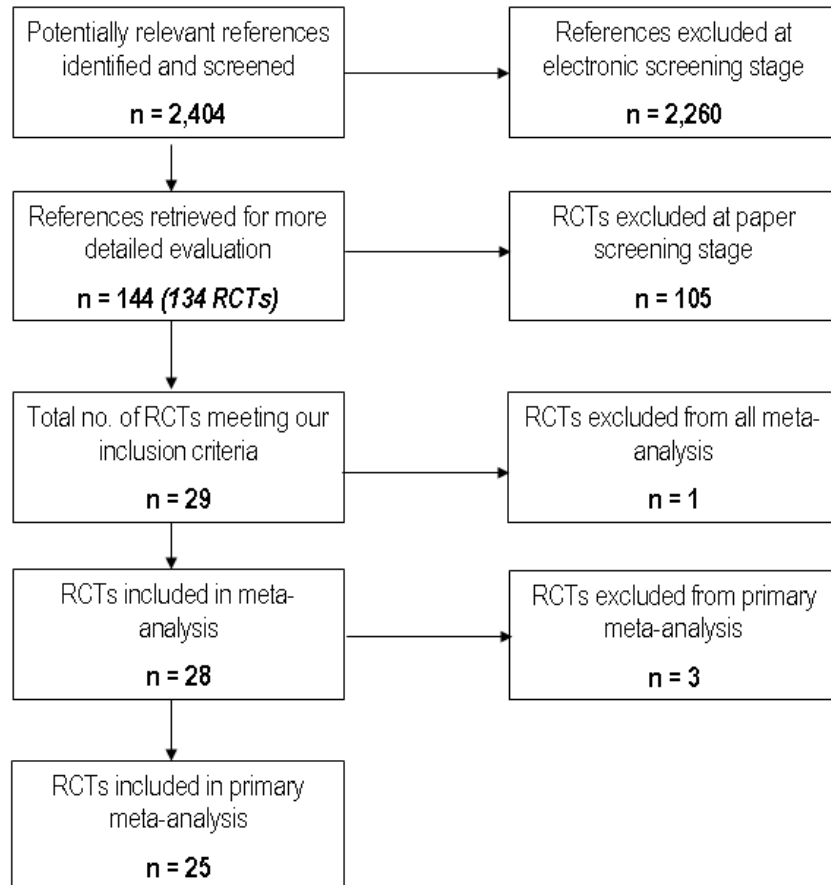 Potentially relevant references
identified and screened
n = 2,404
References excluded at
electronic screening stage
n = 2,260
References retrieved for more
detailed evaluation
n = 144 (134 RCTs)
RCTs excluded at paper
screening stage
n = 105
Total no. of RCTs meeting our
inclusion criteria
n = 29
RCTs excluded from all meta-
analysis
n = 1
RCTs included in meta-
analysis
n = 28
RCTs excluded from primary
meta-analysis
n = 3
RCTs included in primary
meta-analysis
n = 25